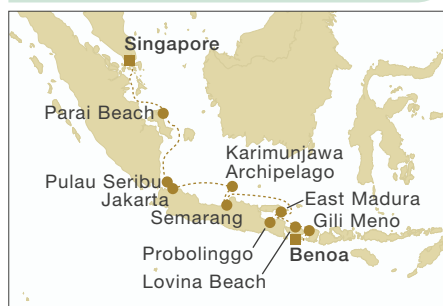 Singapore
Parai Beach
Karimunjawa
Archipelago
Pulau Seribu
Jakarta
East Madura
Semarang
Gili Meno
Probolinggo
Benoa
Lovina Beach